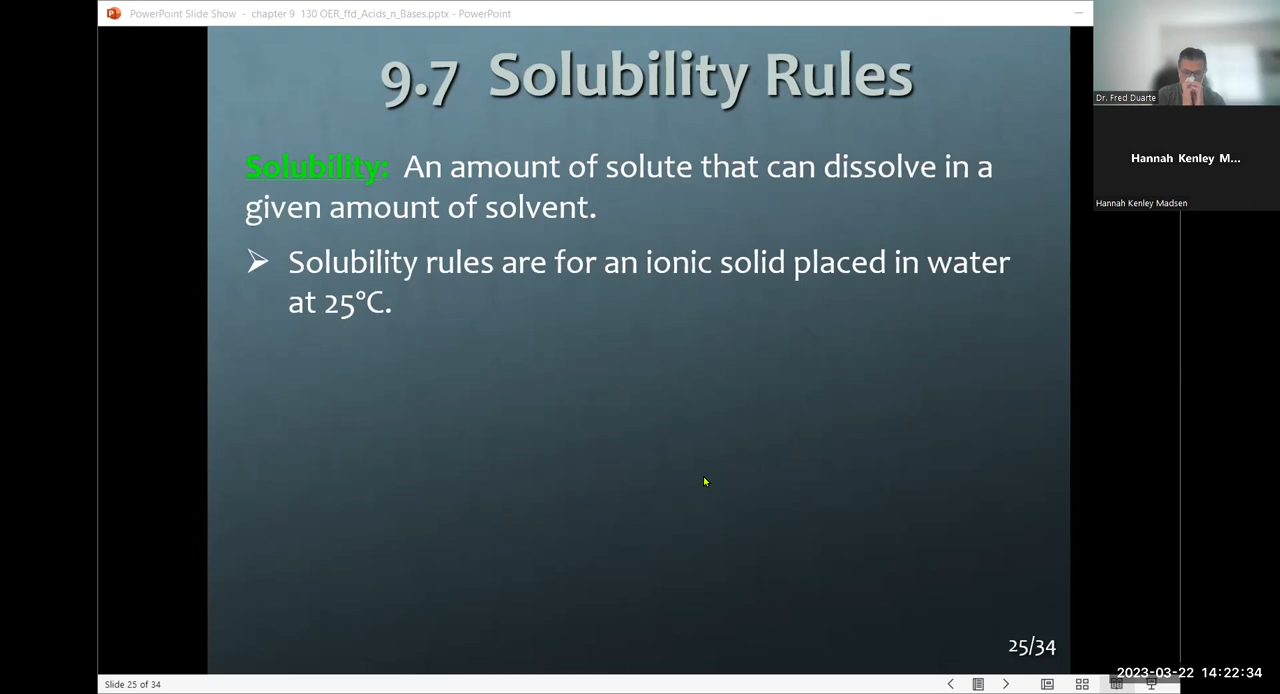 PowerPoint Slide Show - chapter 9 130 OER_ffd_Acids_n_Bases.pptx - PowerPoint
9.7 Solubility Rules
Solubility: An amount of solute that can dissolve in a
given amount of solvent.
➢ Solubility rules are for an ionic solid placed in water
at 25°C.
25/34
Slide 25 of 34
Dr. Fred Duarte
Hannah Kenley M...
Hannah Kenley Madsen
2023-03-22 14:22:34